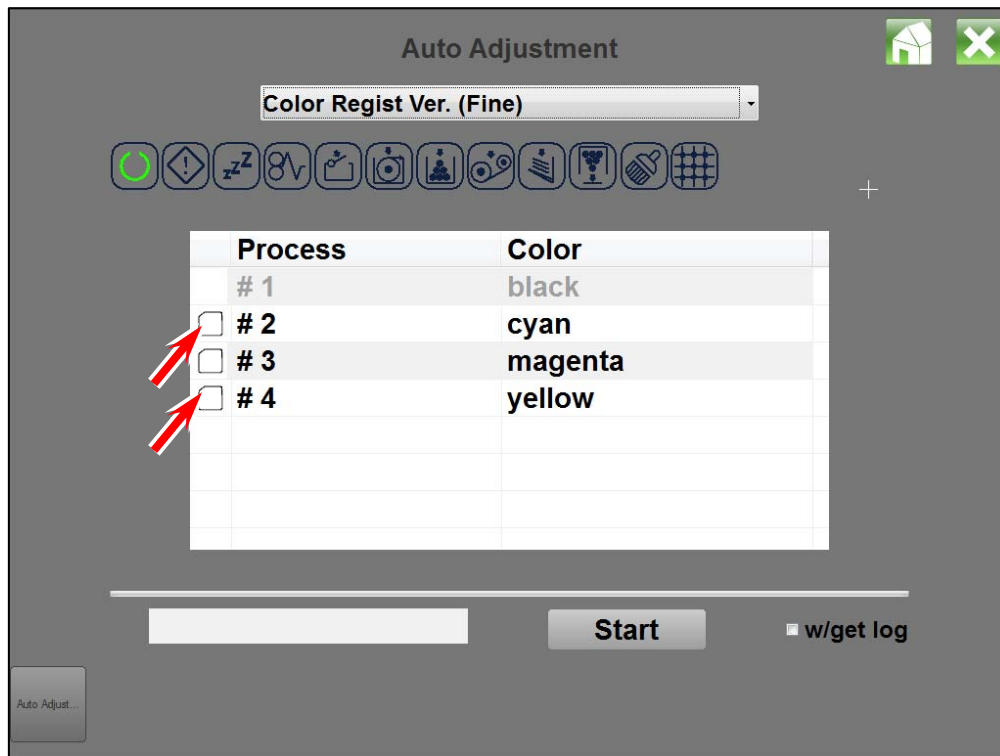 Auto Adjustment
Color Regist Ver. (Fine)
zzZ
Process Color
# 1 black
# 2 cyan
# 3 magenta
# 4 yellow
Start
w/get log
Auto Adjust...